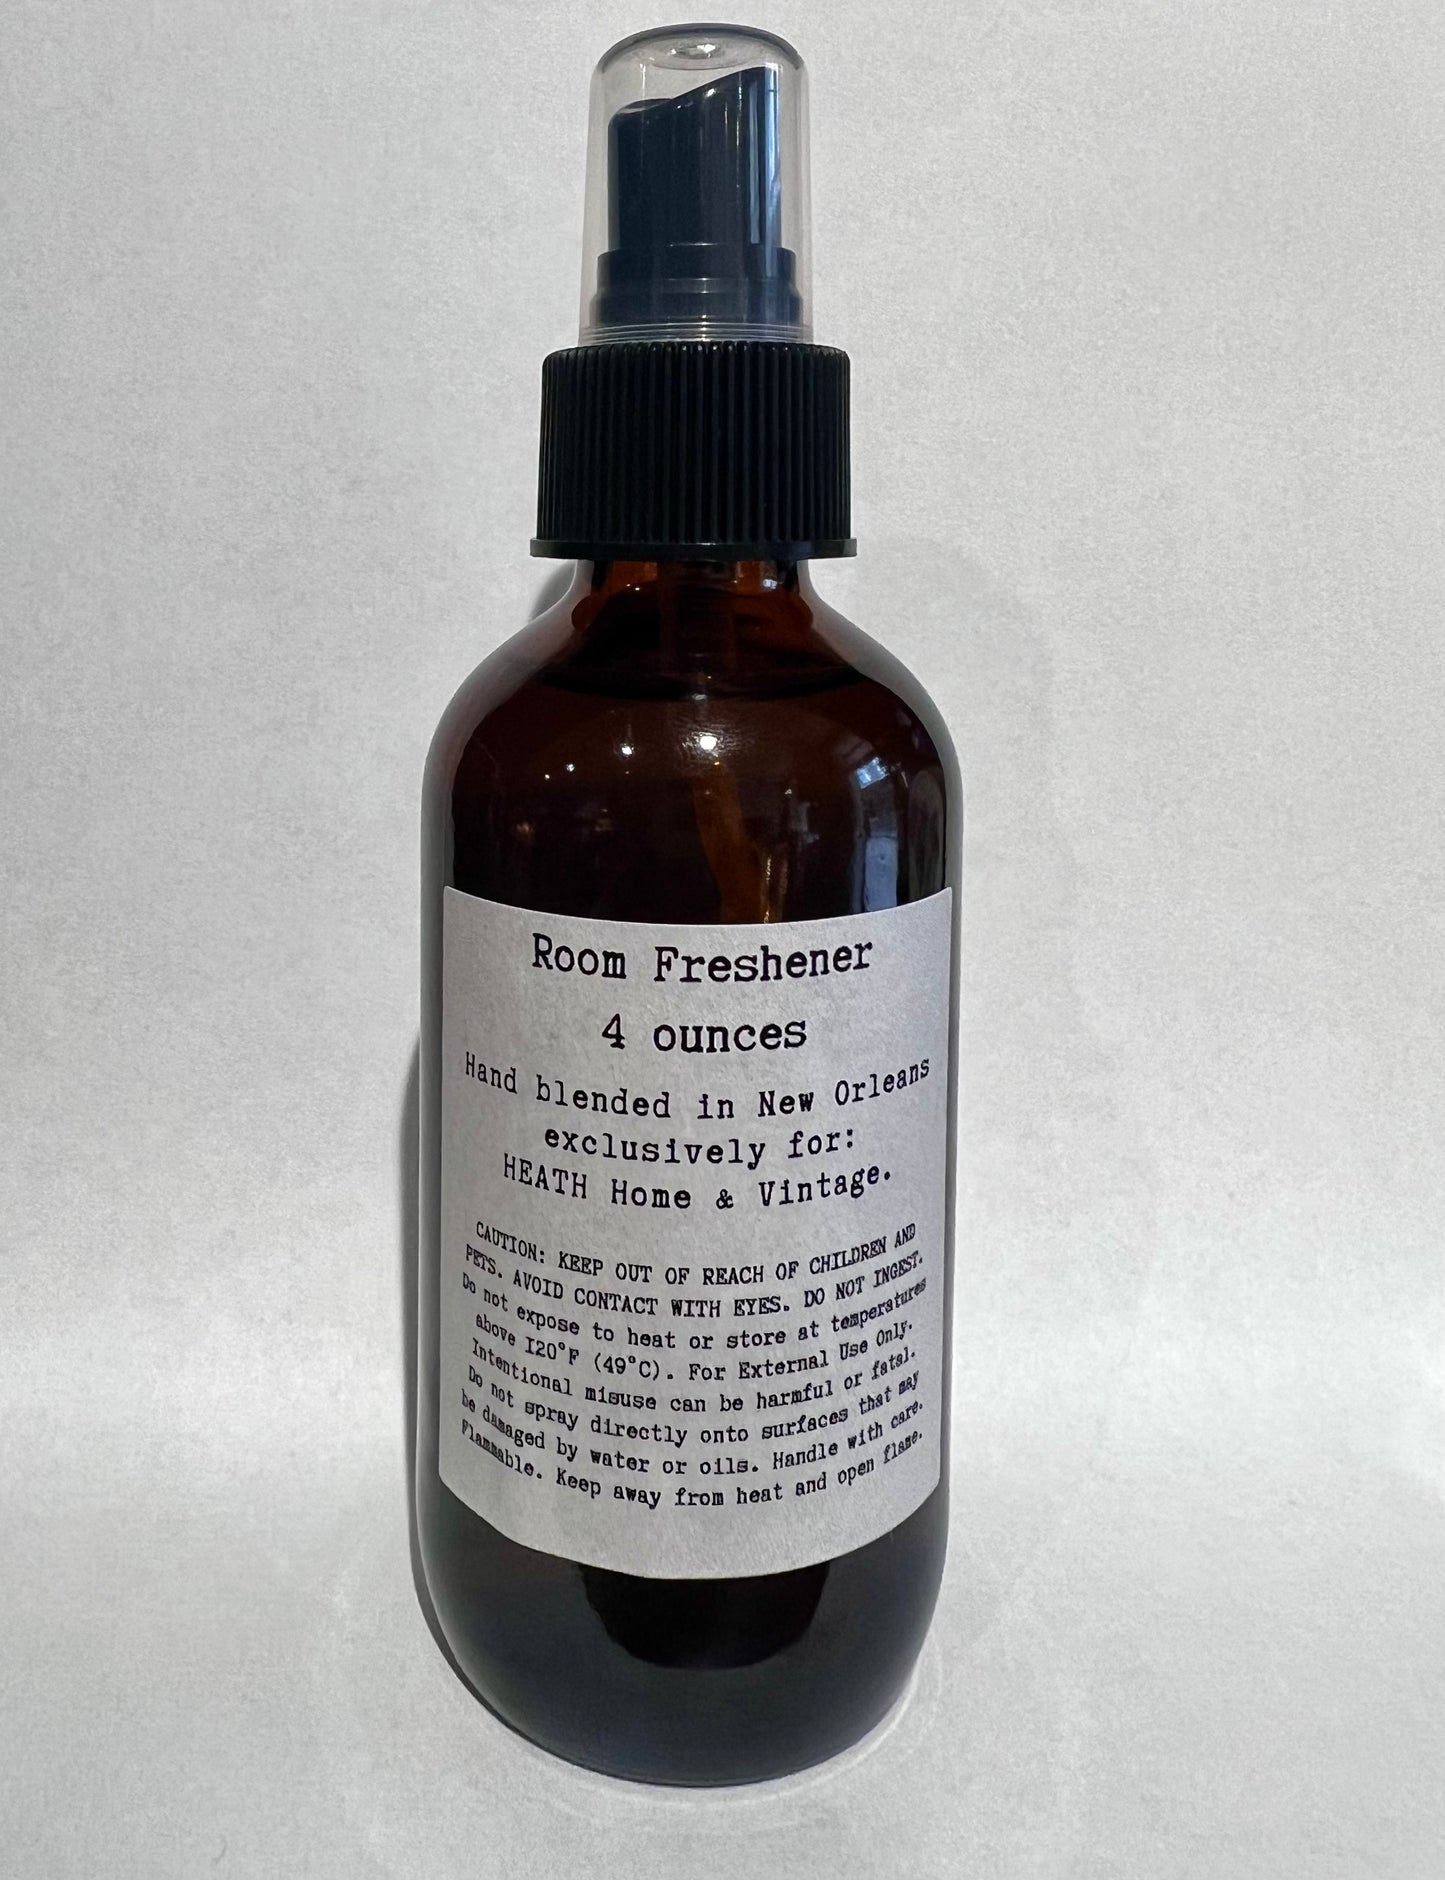 Room Freshener
4 ounces
Hand blended in New Orleans
exclusively for:
HEATH Home & Vintage.
CAUTION: KEEP OUT OF REACH OF CHILDREN AND
PETS. AVOID CONTACT WITH EYES. DO NOT INGEST.
Do not expose to heat or store at temperatures
above 120°F (49°C). For External Use Only.
Intentional misuse can be harmful or fatal.
Do not spray directly onto surfaces that may
be damaged by water or oils. Handle with care.
Flammable. Keep away from heat and open flame.